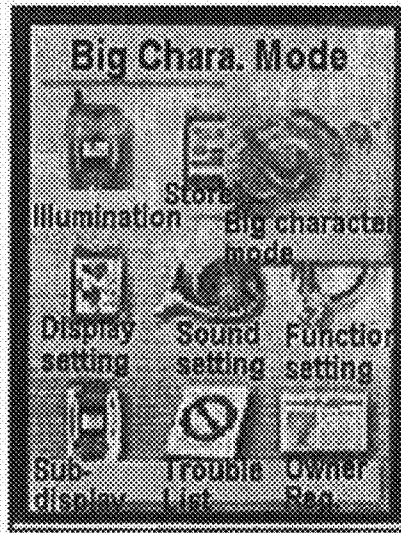 Big Chara. Mode
Store
Illumination
Big character
mode
Display
setting
Sound
setting
Function
setting
Sub-
display
Trouble
List
Owner
Reg.